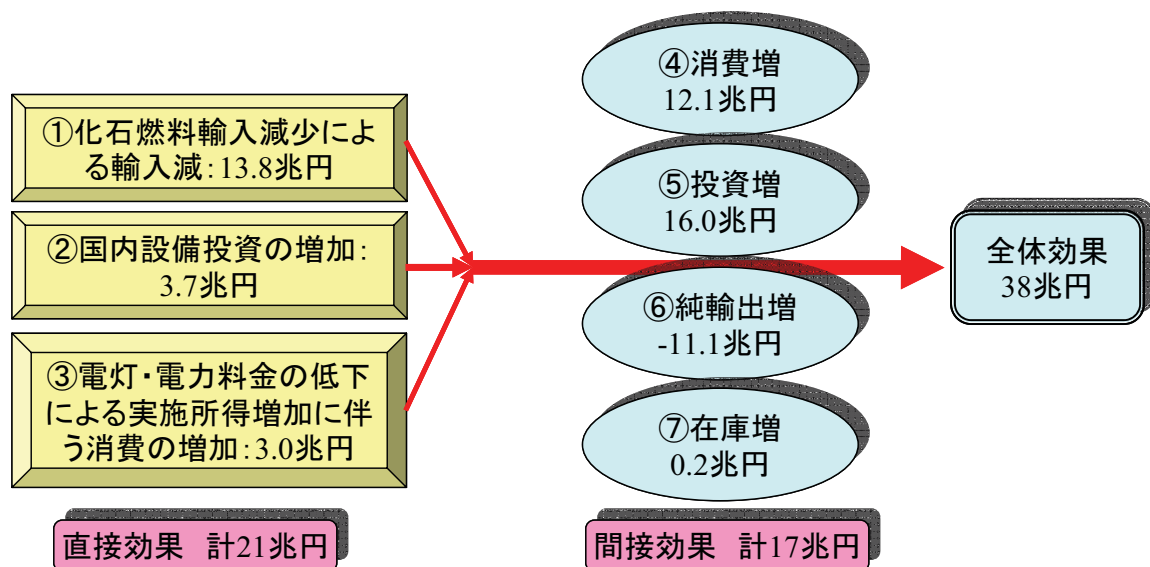 ①化石燃料輸入減少によ
る輸入減：13.8兆円
②国内設備投資の増加：
3.7兆円
③電灯・電力料金の低下
による実施所得増加に伴
う消費の増加：3.0兆円
直接効果　計21兆円
④消費増
12.1兆円
⑤投資増
16.0兆円
⑥純輸出増
-11.1兆円
⑦在庫増
0.2兆円
間接効果　計17兆円
全体効果
38兆円